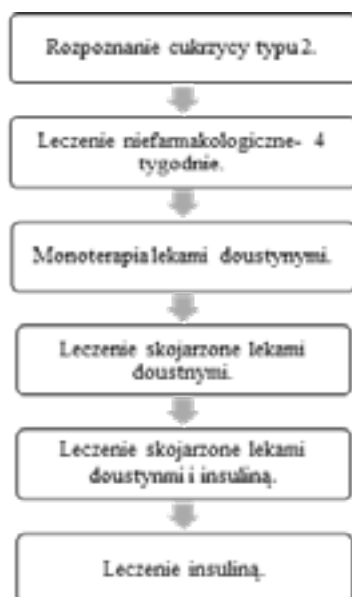 Rozpoznanie cukrzycy typu 2.
Leczenie niefarmakologiczne- 4
tygodnie.
Monoterapia lekami doustynymi.
Leczenie skojarzone lekami
doustnymi.
Leczenie skojarzone lekami
doustynmi i insuliną.
Leczenie insuliną.